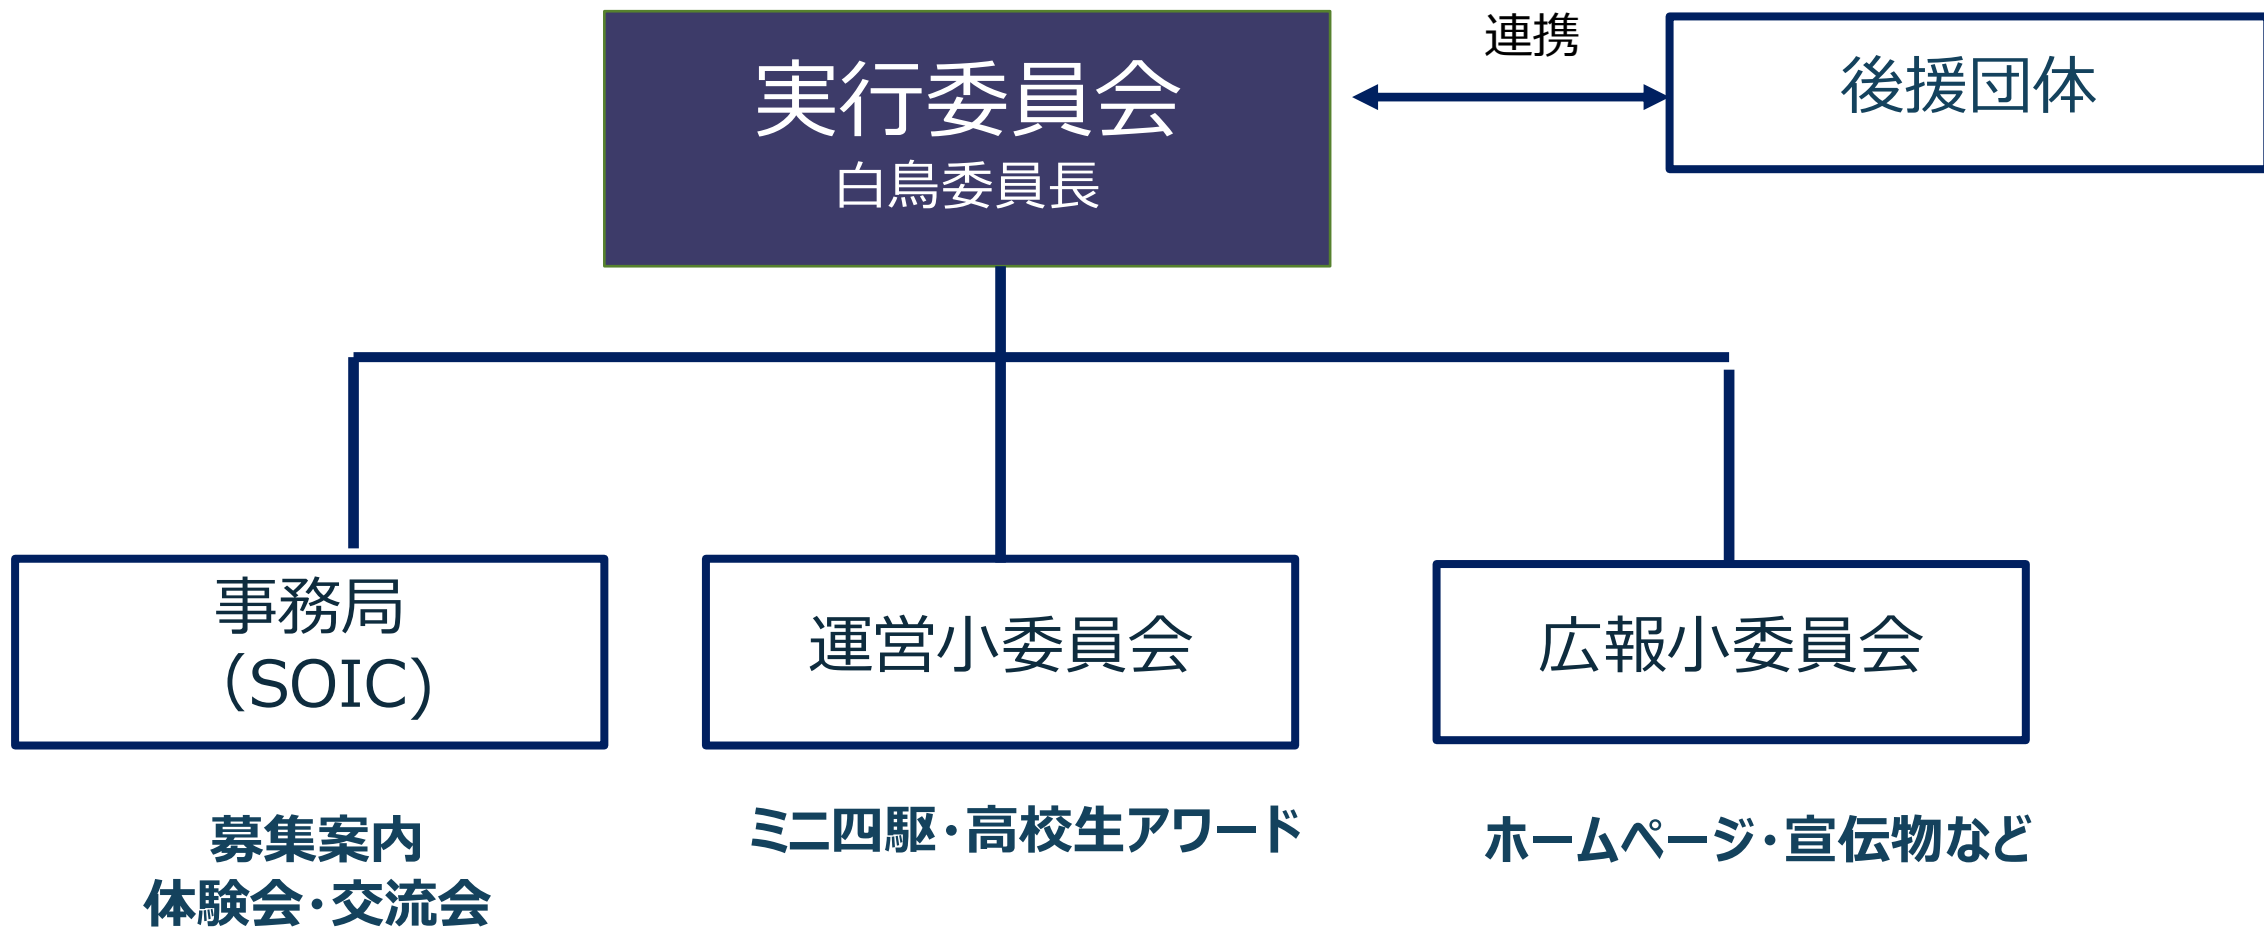 実行委員会
白鳥委員長
連携
後援団体
事務局
（SOIC）
運営小委員会
広報小委員会
募集案内
体験会・交流会
ミニ四駆・高校生アワード
ホームページ・宣伝物など